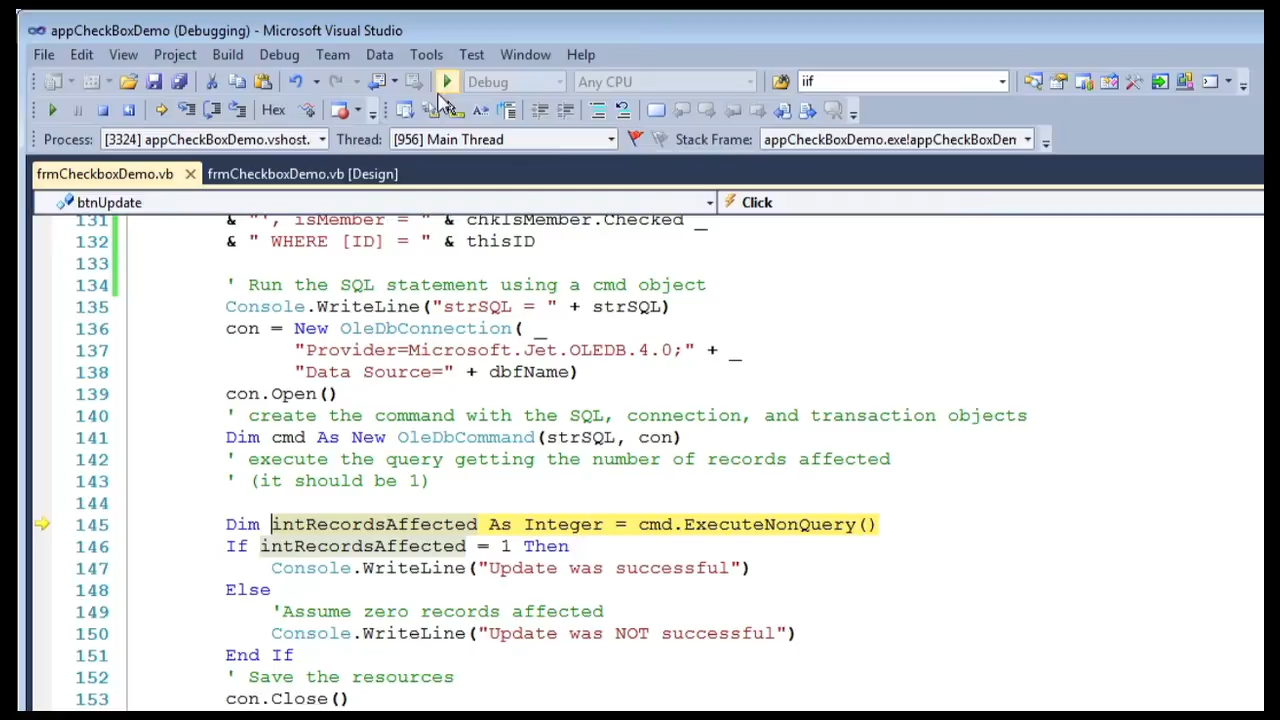 appCheckBoxDemo (Debugging) - Microsoft Visual Studio
File Edit View Project Build Debug Team Data Tools Test Window Help
Debug Any CPU iif
Hex
Process: [3324] appCheckBoxDemo.vshost. Thread: [956] Main Thread Stack Frame: appCheckBoxDemo.exe!appCheckBoxDen
frmCheckboxDemo.vb frmCheckboxDemo.vb [Design]
btnUpdate Click
131 & "', isMember = " & chkIsMember.Checked _
132 & " WHERE [ID] = " & thisID
133
134 ' Run the SQL statement using a cmd object
135 Console.WriteLine("strSQL = " + strSQL)
136 con = New OleDbConnection( _
137 "Provider=Microsoft.Jet.OLEDB.4.0;" + _
138 "Data Source=" + dbfName)
139 con.Open()
140 ' create the command with the SQL, connection, and transaction objects
141 Dim cmd As New OleDbCommand(strSQL, con)
142 ' execute the query getting the number of records affected
143 ' (it should be 1)
144
145 Dim intRecordsAffected As Integer = cmd.ExecuteNonQuery()
146 If intRecordsAffected = 1 Then
147 Console.WriteLine("Update was successful")
148 Else
149 'Assume zero records affected
150 Console.WriteLine("Update was NOT successful")
151 End If
152 ' Save the resources
153 con.Close()